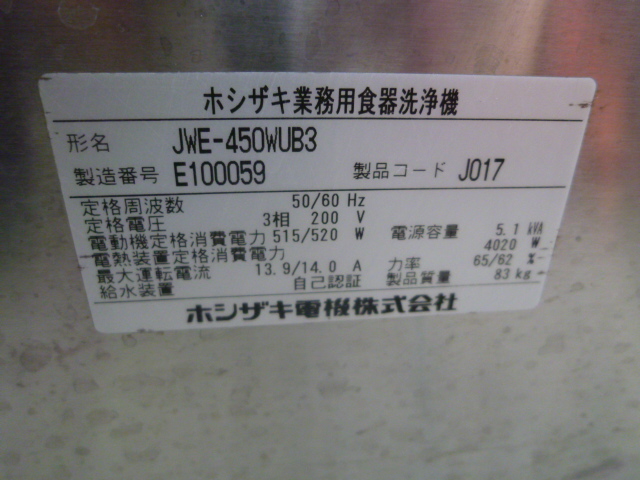 ホシザキ業務用食器洗浄機
形名 JWE-450WUB3
製造番号 E100059 製品コード J017
定格周波数 50/60 Hz
定格電圧 3相 200 V 電源容量 5.1 kVA
電動機定格消費電力 515/520 W
電熱装置定格消費電力 4020 W
最大運転電流 13.9/14.0 A 力率 65/62 %
給水装置 自己認証 製品質量 83 kg
ホシザキ電機株式会社